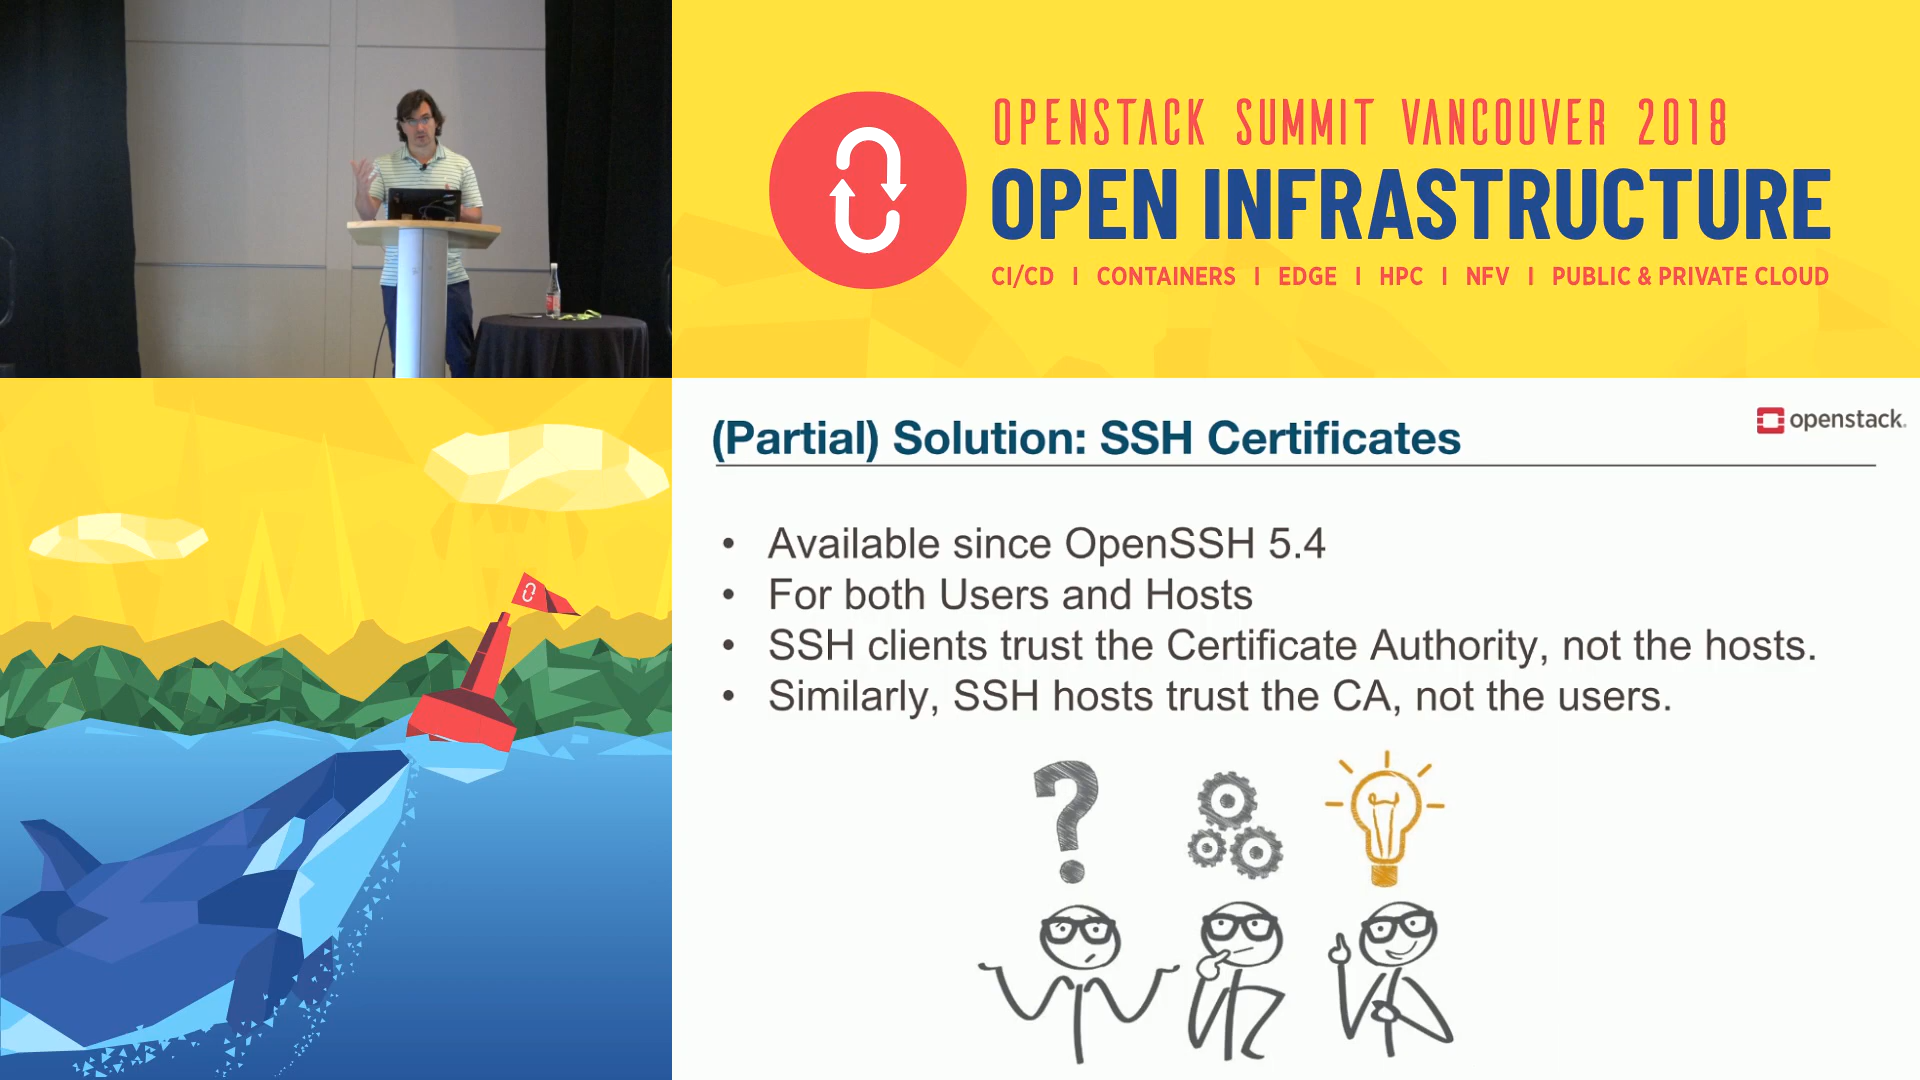 OPENSTACK SUMMIT VANCOUVER 2018
OPEN INFRASTRUCTURE
CI/CD I CONTAINERS I EDGE I HPC I NFV I PUBLIC & PRIVATE CLOUD
(Partial) Solution: SSH Certificates
openstack.
• Available since OpenSSH 5.4
• For both Users and Hosts
• SSH clients trust the Certificate Authority, not the hosts.
• Similarly, SSH hosts trust the CA, not the users.
?